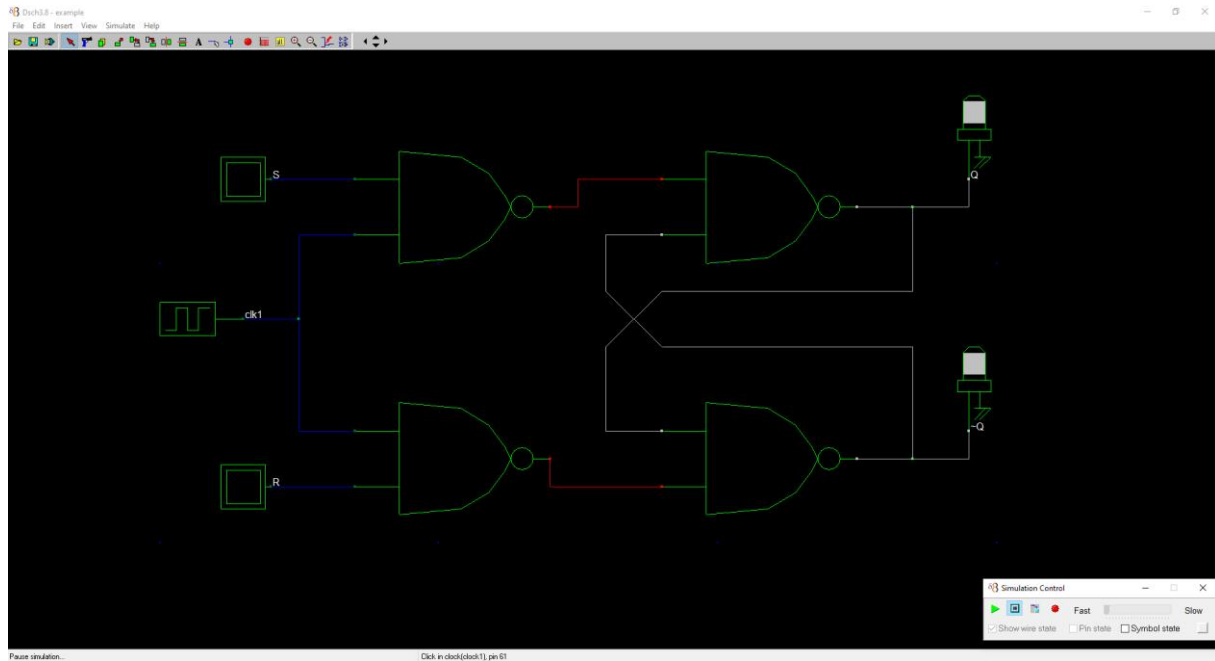 Dsch3.8 - example
File Edit Insert View Simulate Help
A
Q
S
clk1
~Q
R
Simulation Control
Fast
Slow
Show wire state
Pin state
Symbol state
Pause simulation...
Click in clock(clock1), pin 61